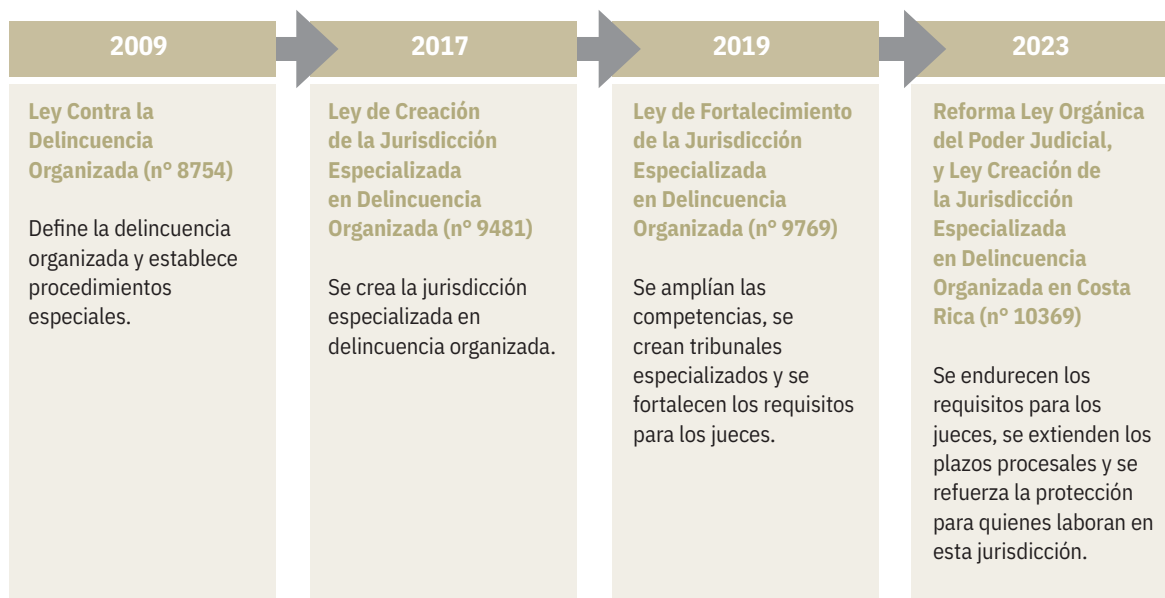 2009
Ley Contra la
Delincuencia
Organizada (n° 8754)
Define la delincuencia
organizada y establece
procedimientos
especiales.
2017
Ley de Creación
de la Jurisdicción
Especializada
en Delincuencia
Organizada (n° 9481)
Se crea la jurisdicción
especializada en
delincuencia organizada.
2019
Ley de Fortalecimiento
de la Jurisdicción
Especializada
en Delincuencia
Organizada (n° 9769)
Se amplían las
competencias, se
crean tribunales
especializados y se
fortalecen los requisitos
para los jueces.
2023
Reforma Ley Orgánica
del Poder Judicial,
y Ley Creación de
la Jurisdicción
Especializada
en Delincuencia
Organizada en Costa
Rica (n° 10369)
Se endurecen los
requisitos para los
jueces, se extienden los
plazos procesales y se
refuerza la protección
para quienes laboran en
esta jurisdicción.